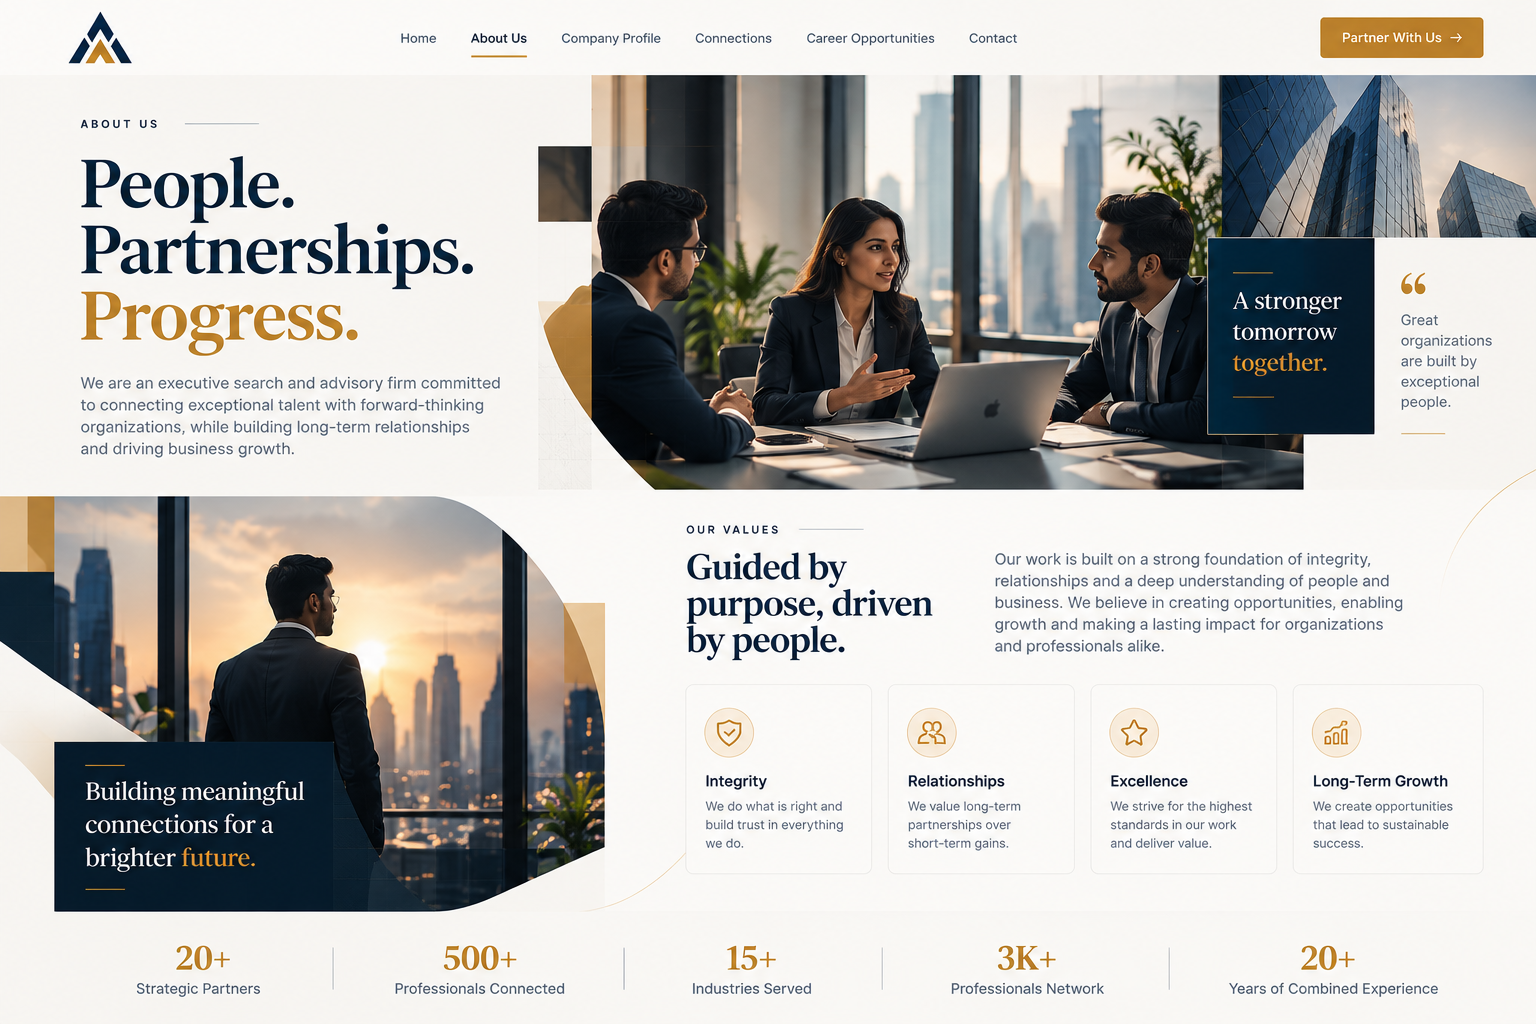 Home
About Us
Company Profile
Connections
Career Opportunities
Contact
Partner With Us →
ABOUT US
People.
Partnerships.
Progress.
We are an executive search and advisory firm committed
to connecting exceptional talent with forward-thinking
organizations, while building long-term relationships
and driving business growth.
A stronger
tomorrow
together.
“
Great
organizations
are built by
exceptional
people.
Building meaningful
connections for a
brighter future.
OUR VALUES
Guided by
purpose, driven
by people.
Our work is built on a strong foundation of integrity,
relationships and a deep understanding of people and
business. We believe in creating opportunities, enabling
growth and making a lasting impact for organizations
and professionals alike.
Integrity
We do what is right and
build trust in everything
we do.
Relationships
We value long-term
partnerships over
short-term gains.
Excellence
We strive for the highest
standards in our work
and deliver value.
Long-Term Growth
We create opportunities
that lead to sustainable
success.
20+
Strategic Partners
500+
Professionals Connected
15+
Industries Served
3K+
Professionals Network
20+
Years of Combined Experience